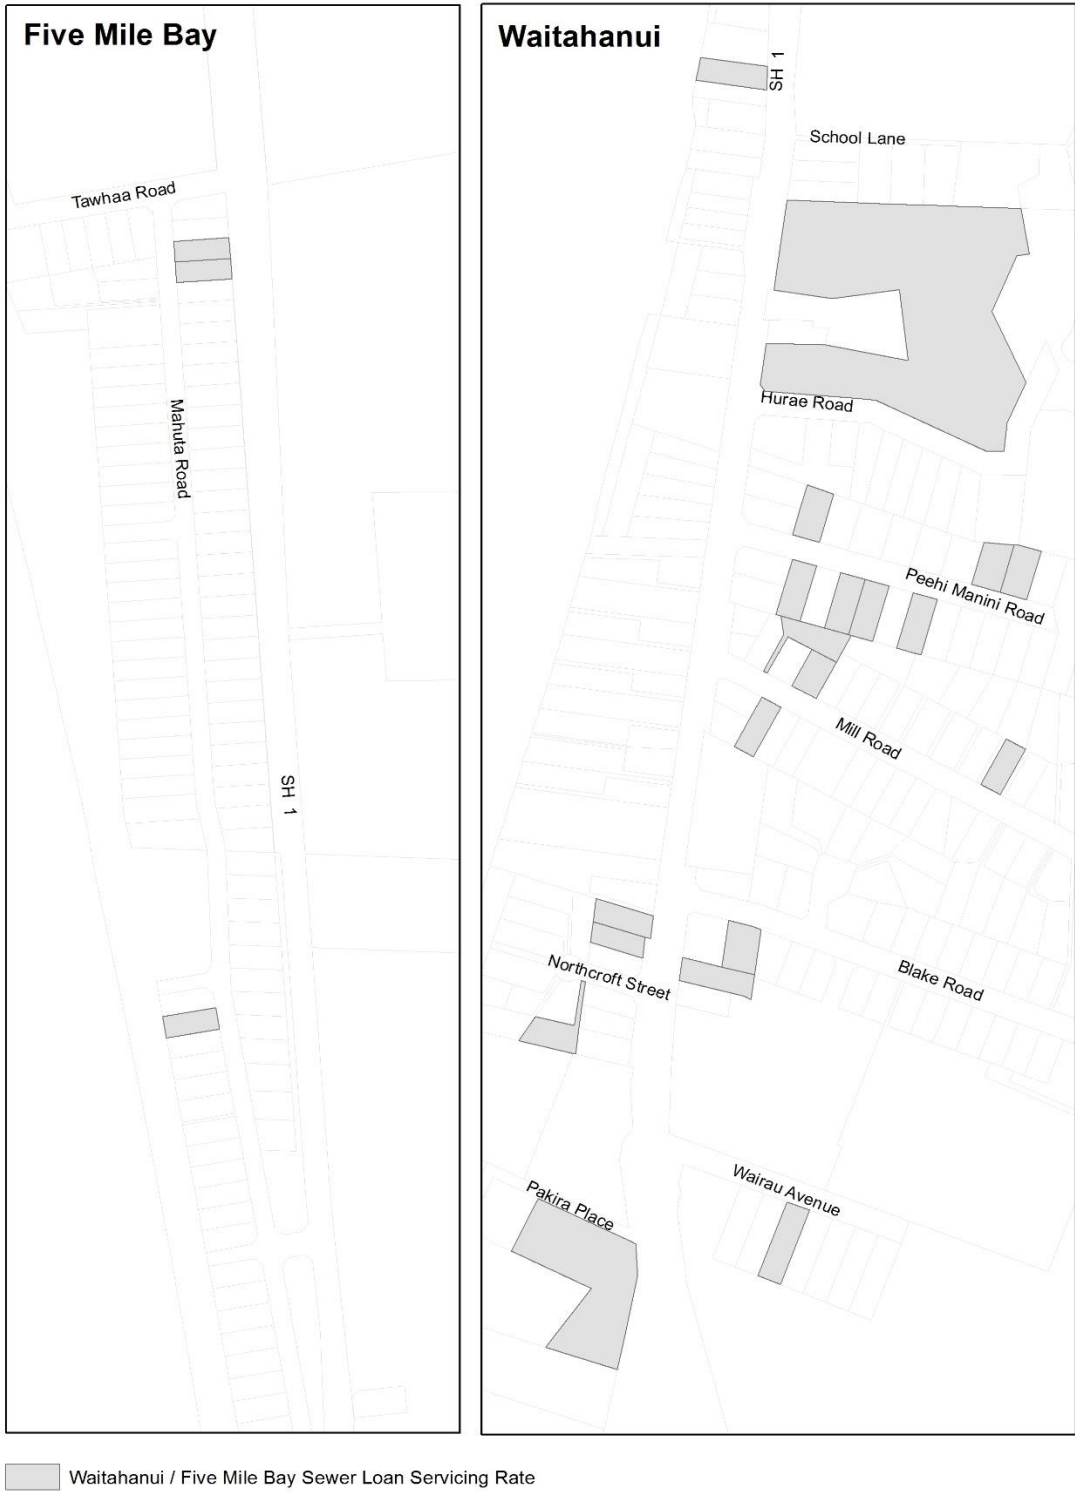 Five Mile Bay
Tawhaa Road
Mahuta Road
SH 1
Waitahanui
SH 1
School Lane
Hurae Road
Peehi Manini Road
Mill Road
Blake Road
Northcroft Street
Wairau Avenue
Pakira Place
Waitahanui / Five Mile Bay Sewer Loan Servicing Rate